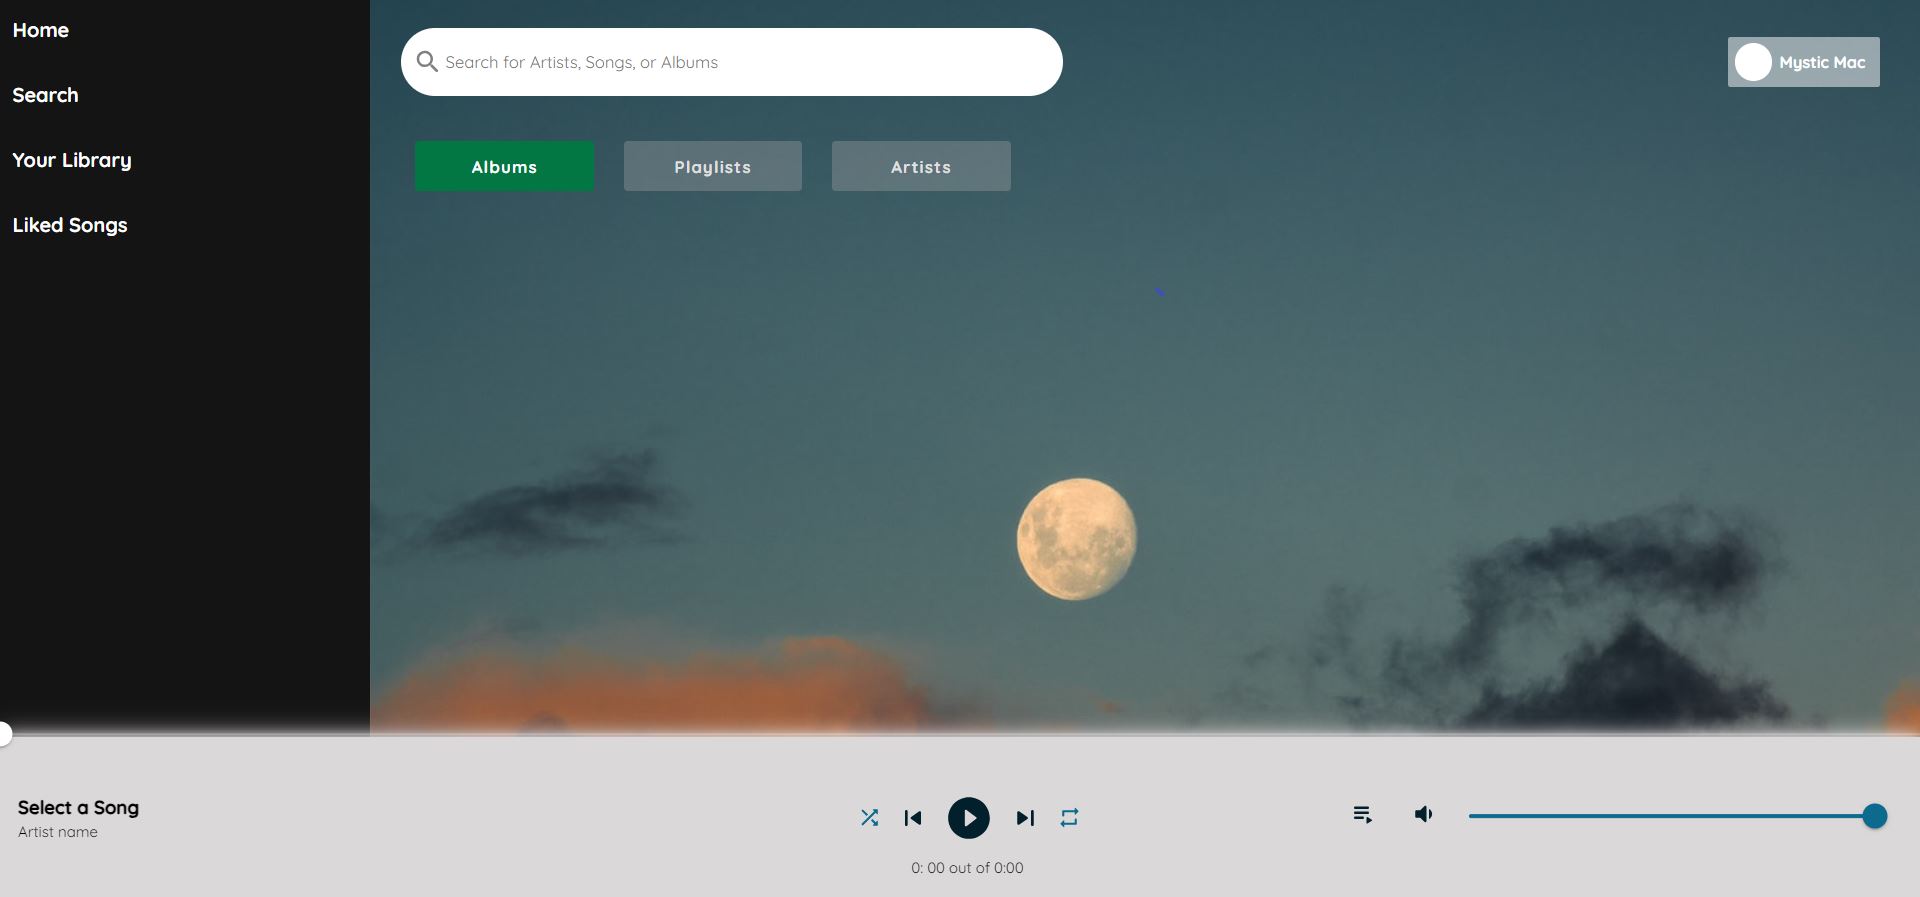 Home
Search
Your Library
Liked Songs
Search for Artists, Songs, or Albums
Mystic Mac
Albums
Playlists
Artists
Select a Song
Artist name
0: 00 out of 0:00